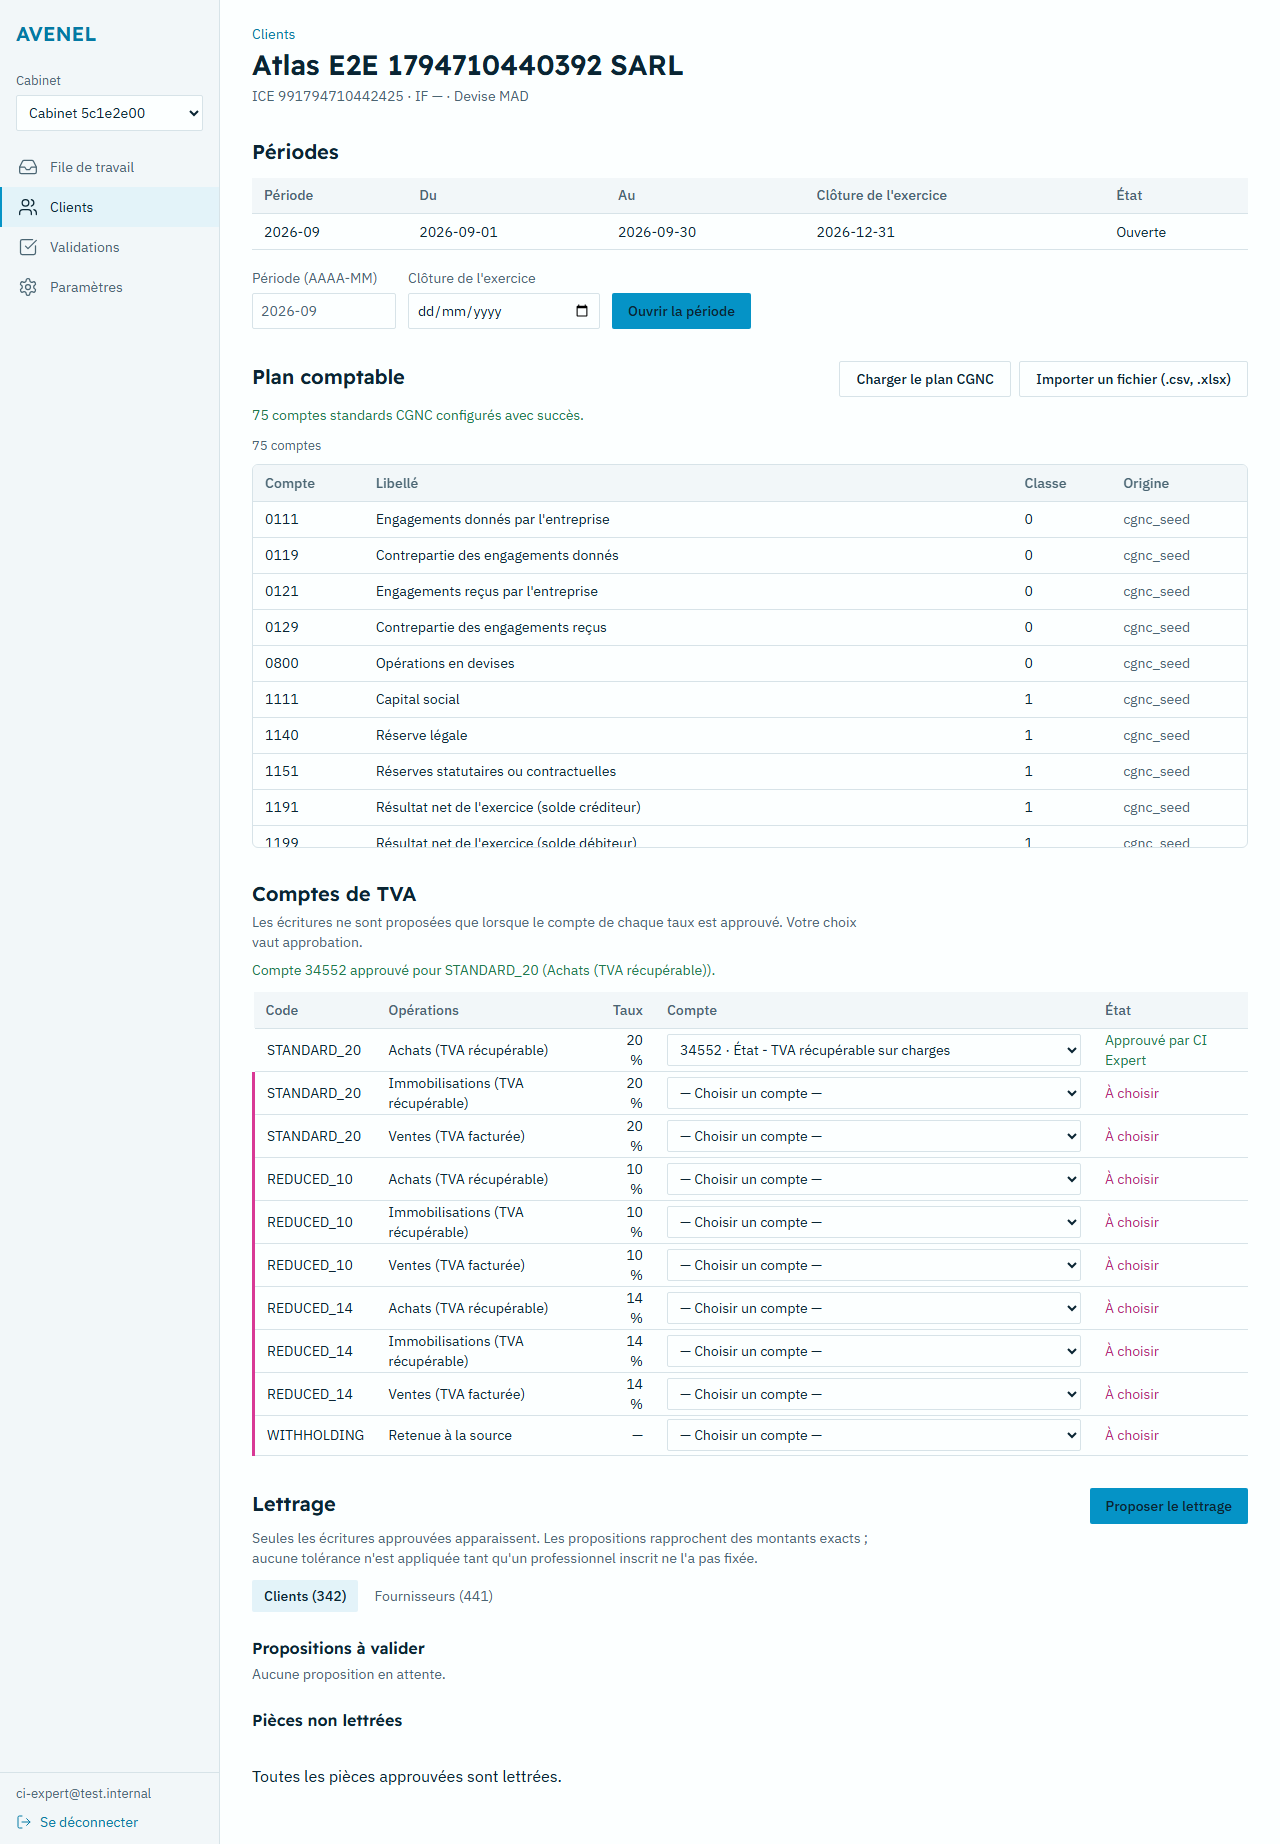 AVENEL
Cabinet
Cabinet 5c1e2e00
File de travail
Clients
Validations
Paramètres
ci-expert@test.internal
Se déconnecter
Clients
Atlas E2E 1794710440392 SARL
ICE 991794710442425 · IF — · Devise MAD
Périodes
Période Du Au Clôture de l'exercice État
2026-09 2026-09-01 2026-09-30 2026-12-31 Ouverte
Période (AAAA-MM) Clôture de l'exercice
2026-09 dd/mm/yyyy Ouvrir la période
Plan comptable Charger le plan CGNC Importer un fichier (.csv, .xlsx)
75 comptes standards CGNC configurés avec succès.
75 comptes
Compte Libellé Classe Origine
0111 Engagements donnés par l'entreprise 0 cgnc_seed
0119 Contrepartie des engagements donnés 0 cgnc_seed
0121 Engagements reçus par l'entreprise 0 cgnc_seed
0129 Contrepartie des engagements reçus 0 cgnc_seed
0800 Opérations en devises 0 cgnc_seed
1111 Capital social 1 cgnc_seed
1140 Réserve légale 1 cgnc_seed
1151 Réserves statutaires ou contractuelles 1 cgnc_seed
1191 Résultat net de l'exercice (solde créditeur) 1 cgnc_seed
1199 Résultat net de l'exercice (solde débiteur) 1 cgnc_seed
Comptes de TVA
Les écritures ne sont proposées que lorsque le compte de chaque taux est approuvé. Votre choix
vaut approbation.
Compte 34552 approuvé pour STANDARD_20 (Achats (TVA récupérable)).
Code Opérations Taux Compte État
STANDARD_20 Achats (TVA récupérable) 20 % 34552 · État - TVA récupérable sur charges Approuvé par CI Expert
STANDARD_20 Immobilisations (TVA récupérable) 20 % — Choisir un compte — À choisir
STANDARD_20 Ventes (TVA facturée) 20 % — Choisir un compte — À choisir
REDUCED_10 Achats (TVA récupérable) 10 % — Choisir un compte — À choisir
REDUCED_10 Immobilisations (TVA récupérable) 10 % — Choisir un compte — À choisir
REDUCED_10 Ventes (TVA facturée) 10 % — Choisir un compte — À choisir
REDUCED_14 Achats (TVA récupérable) 14 % — Choisir un compte — À choisir
REDUCED_14 Immobilisations (TVA récupérable) 14 % — Choisir un compte — À choisir
REDUCED_14 Ventes (TVA facturée) 14 % — Choisir un compte — À choisir
WITHHOLDING Retenue à la source — — Choisir un compte — À choisir
Lettrage Proposer le lettrage
Seules les écritures approuvées apparaissent. Les propositions rapprochent des montants exacts ;
aucune tolérance n'est appliquée tant qu'un professionnel inscrit ne l'a pas fixée.
Clients (342) Fournisseurs (441)
Propositions à valider
Aucune proposition en attente.
Pièces non lettrées
Toutes les pièces approuvées sont lettrées.